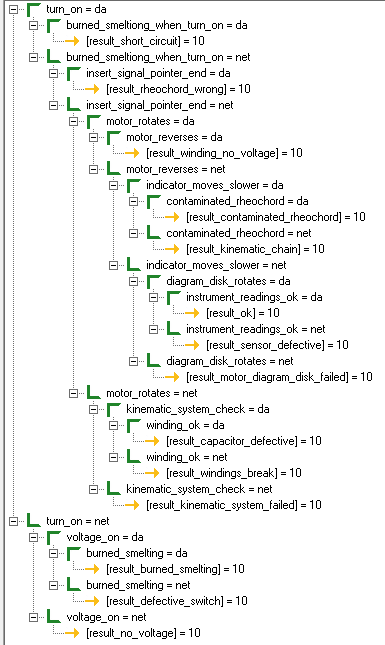 turn_on = da
burned_smeltiong_when_turn_on = da
[result_short_circuit] = 10
burned_smeltiong_when_turn_on = net
insert_signal_pointer_end = da
[result_rheochord_wrong] = 10
insert_signal_pointer_end = net
motor_rotates = da
motor_reverses = da
[result_winding_no_voltage] = 10
motor_reverses = net
indicator_moves_slower = da
contaminated_rheochord = da
[result_contaminated_rheochord] = 10
contaminated_rheochord = net
[result_kinematic_chain] = 10
indicator_moves_slower = net
diagram_disk_rotates = da
instrument_readings_ok = da
[result_ok] = 10
instrument_readings_ok = net
[result_sensor_defective] = 10
diagram_disk_rotates = net
[result_motor_diagram_disk_failed] = 10
motor_rotates = net
kinematic_system_check = da
winding_ok = da
[result_capacitor_defective] = 10
winding_ok = net
[result_windings_break] = 10
kinematic_system_check = net
[result_kinematic_system_failed] = 10
turn_on = net
voltage_on = da
burned_smelting = da
[result_burned_smelting] = 10
burned_smelting = net
[result_defective_switch] = 10
voltage_on = net
[result_no_voltage] = 10